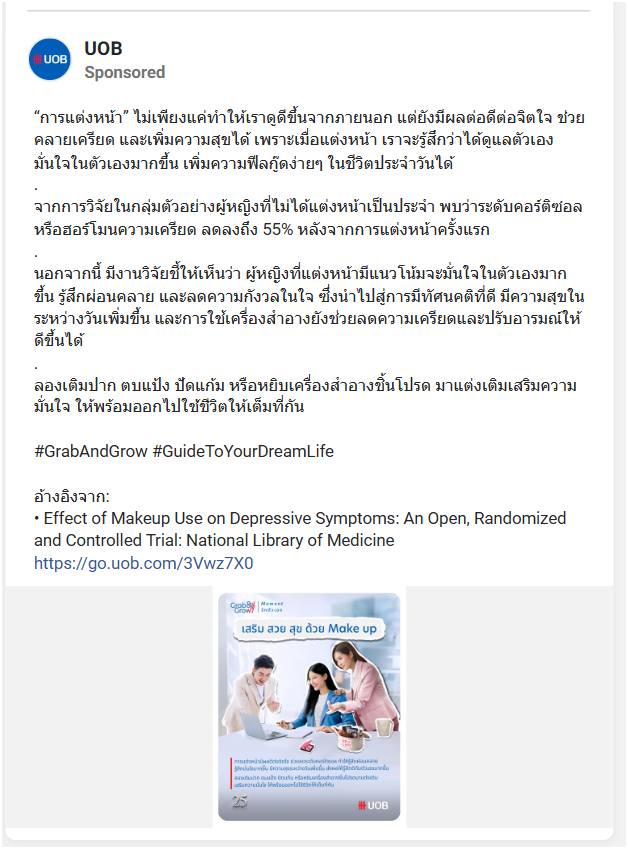 UOB
UOB
Sponsored
“การแต่งหน้า” ไม่เพียงแค่ทำให้เราดูดีขึ้นจากภายนอก แต่ยังมีผลต่อดีต่อจิตใจ ช่วย
คลายเครียด และเพิ่มความสุขได้ เพราะเมื่อแต่งหน้า เราจะรู้สึกว่าได้ดูแลตัวเอง
มั่นใจในตัวเองมากขึ้น เพิ่มความฟีลกู๊ดง่ายๆ ในชีวิตประจำวันได้
.
จากการวิจัยในกลุ่มตัวอย่างผู้หญิงที่ไม่ได้แต่งหน้าเป็นประจำ พบว่าระดับคอร์ติซอล
หรือฮอร์โมนความเครียด ลดลงถึง 55% หลังจากการแต่งหน้าครั้งแรก
.
นอกจากนี้ มีงานวิจัยชี้ให้เห็นว่า ผู้หญิงที่แต่งหน้ามีแนวโน้มจะมั่นใจในตัวเองมาก
ขึ้น รู้สึกผ่อนคลาย และลดความกังวลในใจ ซึ่งนำไปสู่การมีทัศนคติที่ดี มีความสุขใน
ระหว่างวันเพิ่มขึ้น และการใช้เครื่องสำอางยังช่วยลดความเครียดและปรับอารมณ์ให้
ดีขึ้นได้
.
ลองเติมปาก ตบแป้ง ปัดแก้ม หรือหยิบเครื่องสำอางชิ้นโปรด มาแต่งเติมเสริมความ
มั่นใจ ให้พร้อมออกไปใช้ชีวิตให้เต็มที่กัน
#GrabAndGrow #GuideToYourDreamLife
อ้างอิงจาก:
• Effect of Makeup Use on Depressive Symptoms: An Open, Randomized
and Controlled Trial: National Library of Medicine
https://go.uob.com/3Vwz7X0
Grab& Grow Moment
เสริม สวย สุข ด้วย Make up
25
UOB